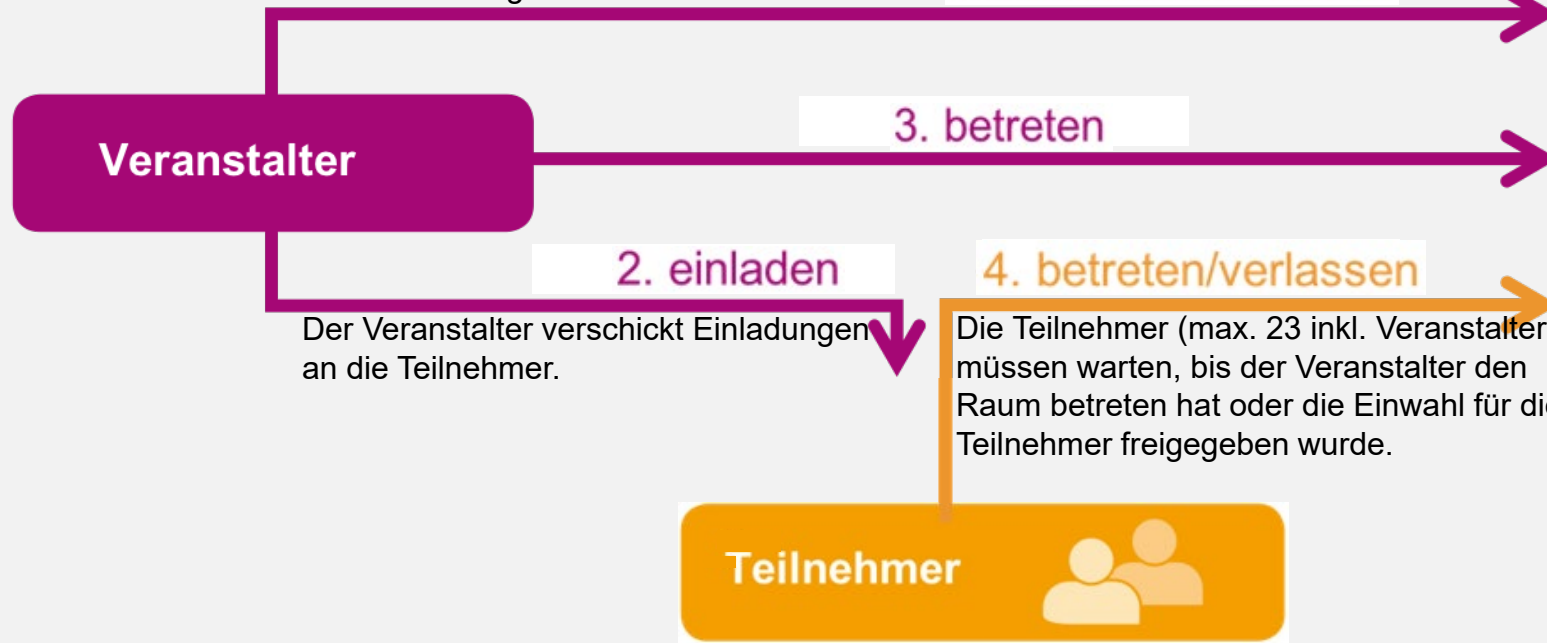 3. betreten
Veranstalter
2. einladen
4. betreten/verlassen
Der Veranstalter verschickt Einladungen
an die Teilnehmer.
Die Teilnehmer (max. 23 inkl. Veranstalter
müssen warten, bis der Veranstalter den
Raum betreten hat oder die Einwahl für die
Teilnehmer freigegeben wurde.
Teilnehmer